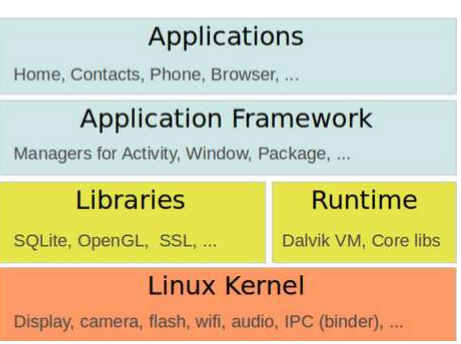 Applications
Home, Contacts, Phone, Browser, ...
Application Framework
Managers for Activity, Window, Package, ...
Libraries
SQLite, OpenGL, SSL, ...
Runtime
Dalvik VM, Core libs
Linux Kernel
Display, camera, flash, wifi, audio, IPC (binder), ...